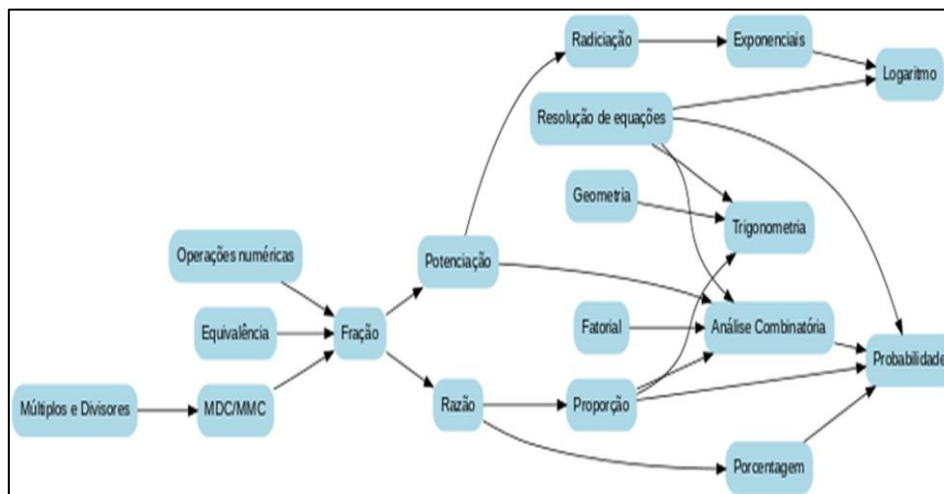 Radiciação
Exponenciais
Logaritmo
Resolução de equações
Geometria
Trigonometria
Operações numéricas
Potenciação
Equivalência
Fração
Fatorial
Análise Combinatória
Probabilidade
Múltiplos e Divisores
MDC/MMC
Razão
Proporção
Porcentagem